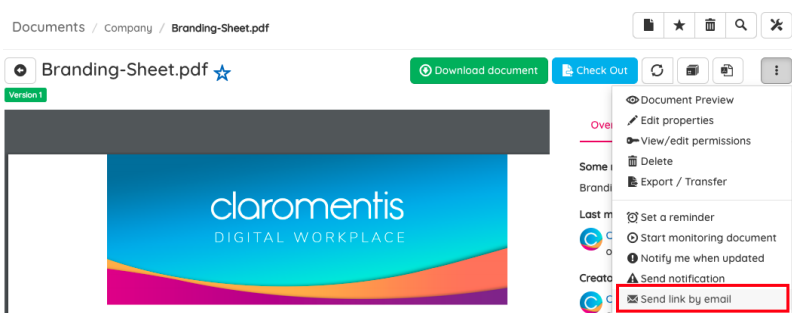 Documents / Company / Branding-Sheet.pdf
Branding-Sheet.pdf
Download document
Check Out
Version 1
Document Preview
Edit properties
View/edit permissions
Delete
Export / Transfer
Set a reminder
Start monitoring document
Notify me when updated
Send notification
Send link by email
Some
Last m
claromentis
DIGITAL WORKPLACE